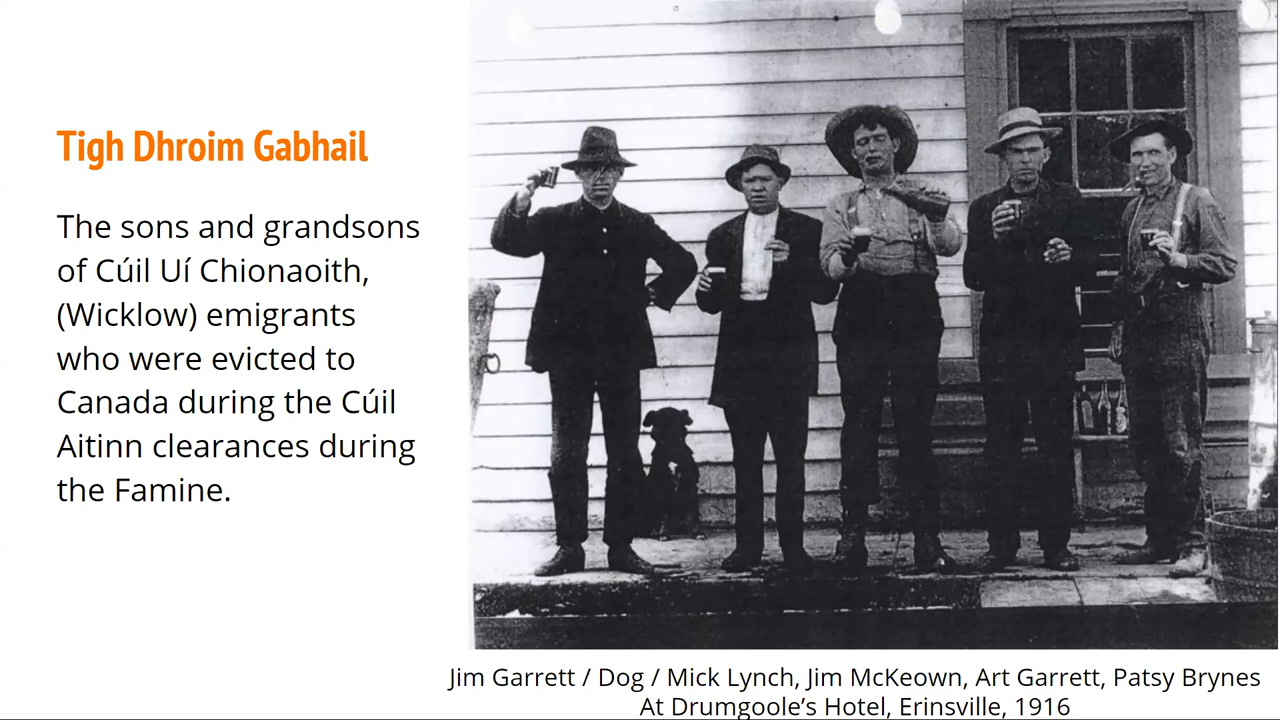 Tigh Dhroim Gabhail
The sons and grandsons
of Cúil Uí Chionaoith,
(Wicklow) emigrants
who were evicted to
Canada during the Cúil
Aitinn clearances during
the Famine.
Jim Garrett / Dog / Mick Lynch, Jim McKeown, Art Garrett, Patsy Brynes
At Drumgoole’s Hotel, Erinsville, 1916